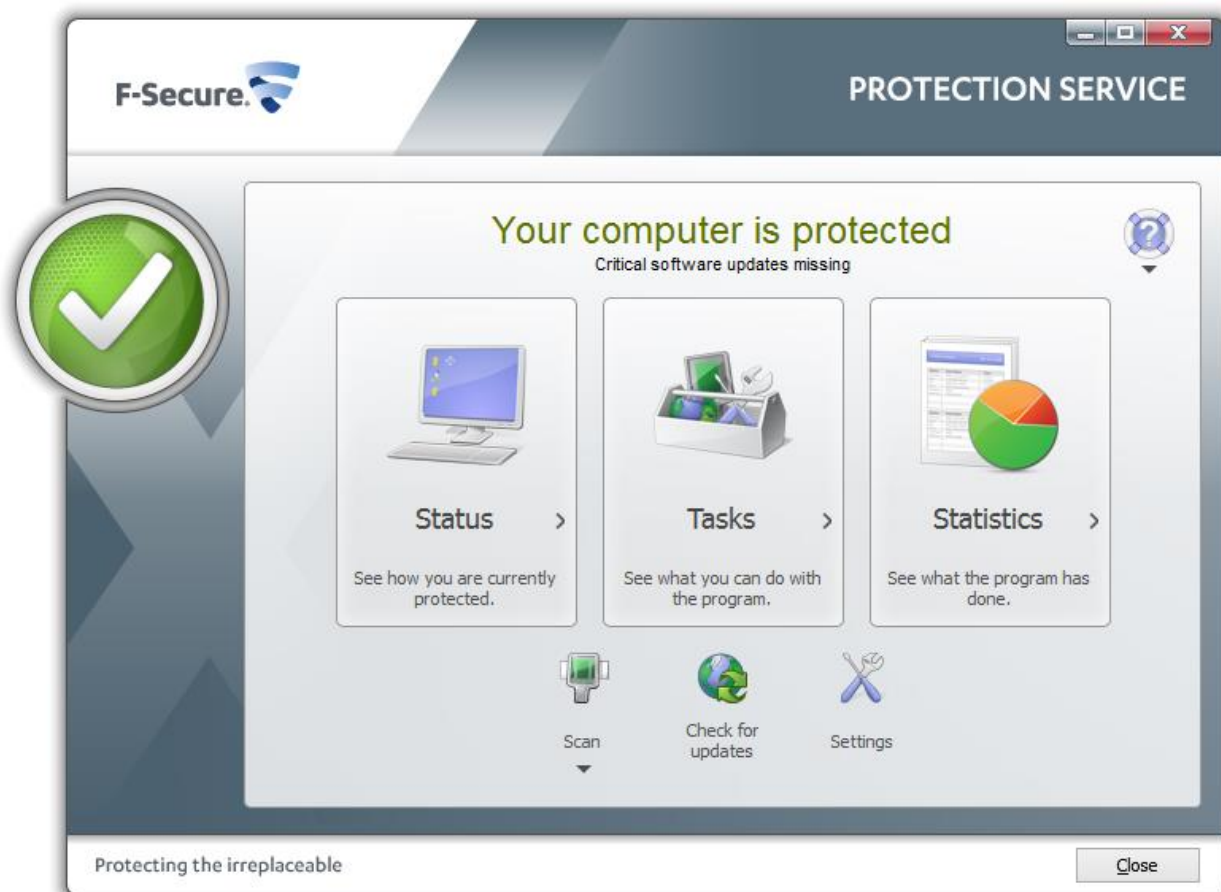 F-Secure.
PROTECTION SERVICE
Your computer is protected
Critical software updates missing
Status
See how you are currently
protected.
Tasks
See what you can do with
the program.
Statistics
See what the program has
done.
Scan
Check for
updates
Settings
Protecting the irreplaceable
Close